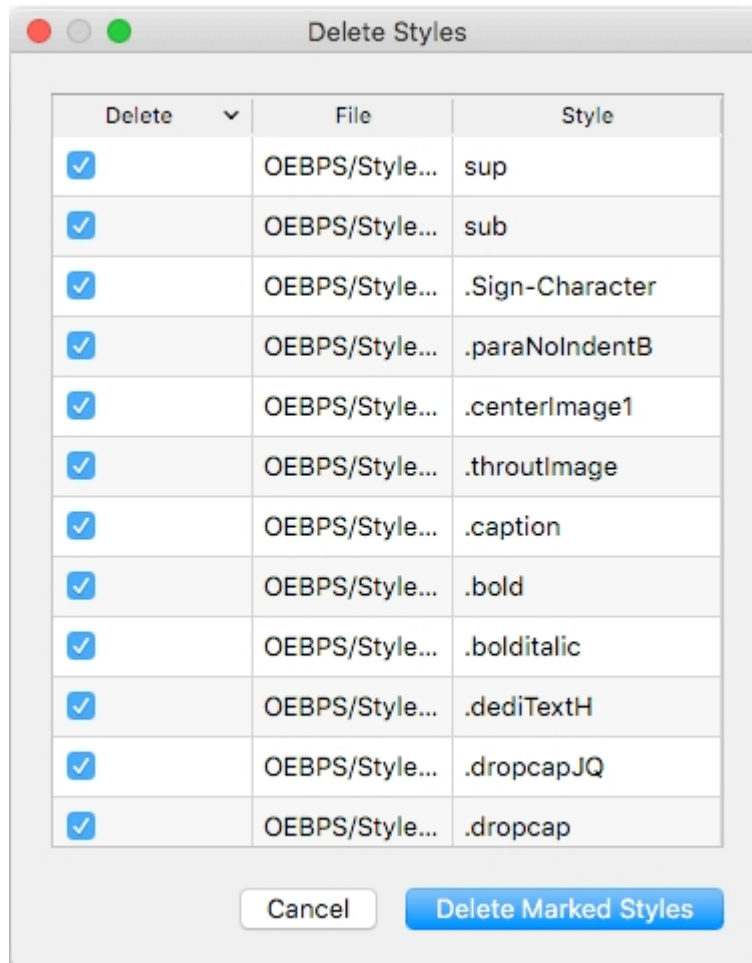 Delete Styles
Delete File Style
OEBPS/Style... sup
OEBPS/Style... sub
OEBPS/Style... .Sign-Character
OEBPS/Style... .paraNoIndentB
OEBPS/Style... .centerImage1
OEBPS/Style... .throutImage
OEBPS/Style... .caption
OEBPS/Style... .bold
OEBPS/Style... .bolditalic
OEBPS/Style... .dediTextH
OEBPS/Style... .dropcapJQ
OEBPS/Style... .dropcap
Cancel Delete Marked Styles